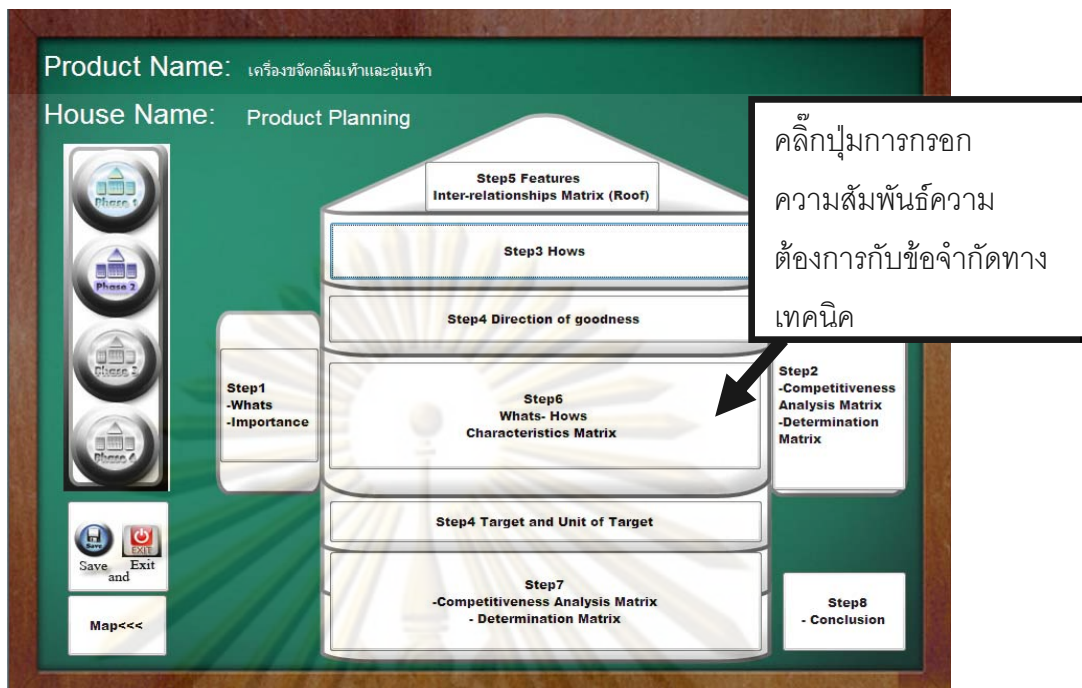 Product Name: เครื่องขจัดกลิ่นเท้าและอุ่นเท้า
House Name: Product Planning
คลิ๊กปุ่มการกรอก
ความสัมพันธ์ความ
ต้องการกับข้อจำกัดทาง
เทคนิค
Phase 1
Phase 2
Phase 3
Phase 4
Step5 Features
Inter-relationships Matrix (Roof)
Step3 Hows
Step4 Direction of goodness
Step1
-Whats
-Importance
Step6
Whats- Hows
Characteristics Matrix
Step2
-Competitiveness
Analysis Matrix
-Determination
Matrix
Step4 Target and Unit of Target
Step7
-Competitiveness Analysis Matrix
- Determination Matrix
Step8
- Conclusion
Save
EXIT
Save Exit
and
Map<<<